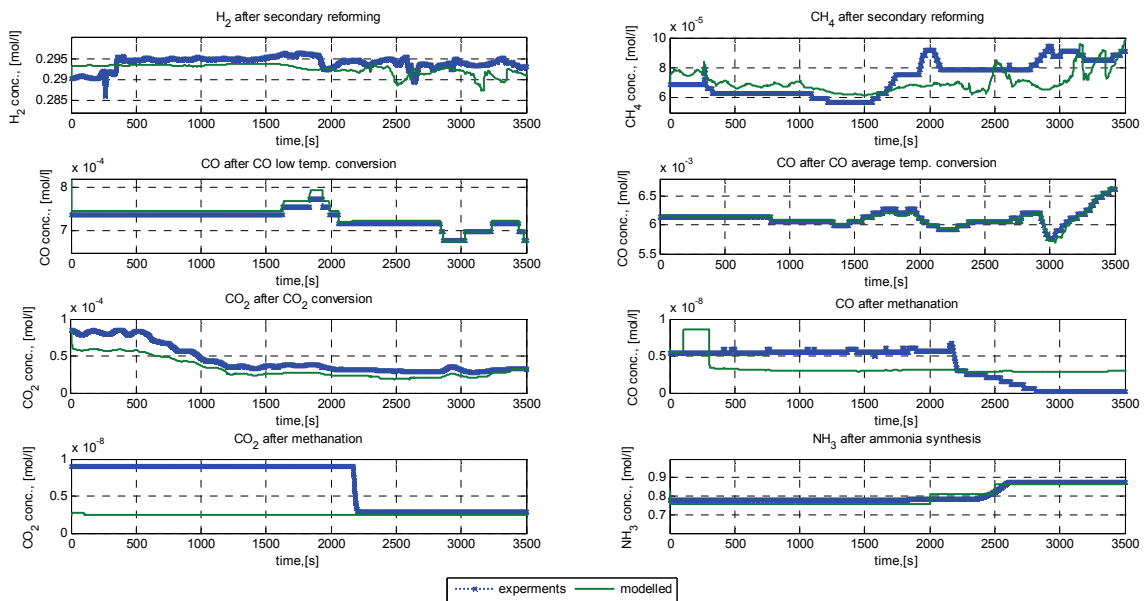 H2 after secondary reforming
H2 conc., [mol/l]
0.295
0.29
0.285
0 500 1000 1500 2000 2500 3000 3500
time,[s]
CH4 after secondary reforming
x 10^-5
CH4 conc., [mol/l]
10
8
6
0 500 1000 1500 2000 2500 3000 3500
time,[s]
CO after CO low temp. conversion
x 10^-4
CO conc., [mol/l]
8
7
0 500 1000 1500 2000 2500 3000 3500
time,[s]
CO after CO average temp. conversion
x 10^-3
CO conc., [mol/l]
6.5
6
5.5
0 500 1000 1500 2000 2500 3000 3500
time,[s]
CO2 after CO2 conversion
x 10^-4
CO2 conc., [mol/l]
1
0.5
0
0 500 1000 1500 2000 2500 3000 3500
time,[s]
CO after methanation
x 10^-8
CO conc., [mol/l]
1
0.5
0
0 500 1000 1500 2000 2500 3000 3500
time,[s]
CO2 after methanation
x 10^-8
CO2 conc., [mol/l]
1
0.5
0
0 500 1000 1500 2000 2500 3000 3500
time,[s]
NH3 after ammonia synthesis
NH3 conc., [mol/l]
0.9
0.8
0.7
0 500 1000 1500 2000 2500 3000 3500
time,[s]
experments modelled